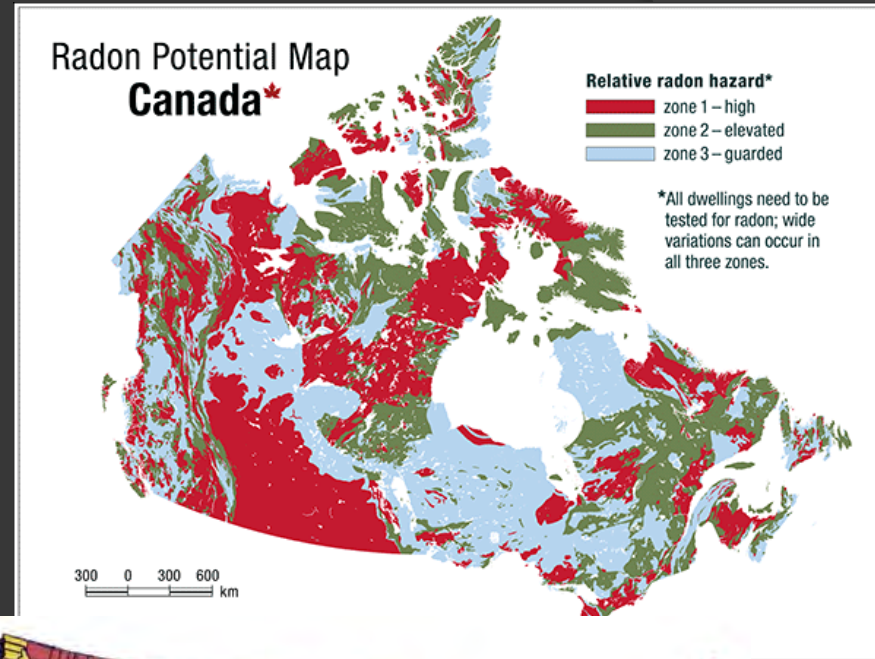 Radon Potential Map
Canada
Relative radon hazard*
zone 1 – high
zone 2 – elevated
zone 3 – guarded
*All dwellings need to be
tested for radon; wide
variations can occur in
all three zones.
300 0 300 600
km